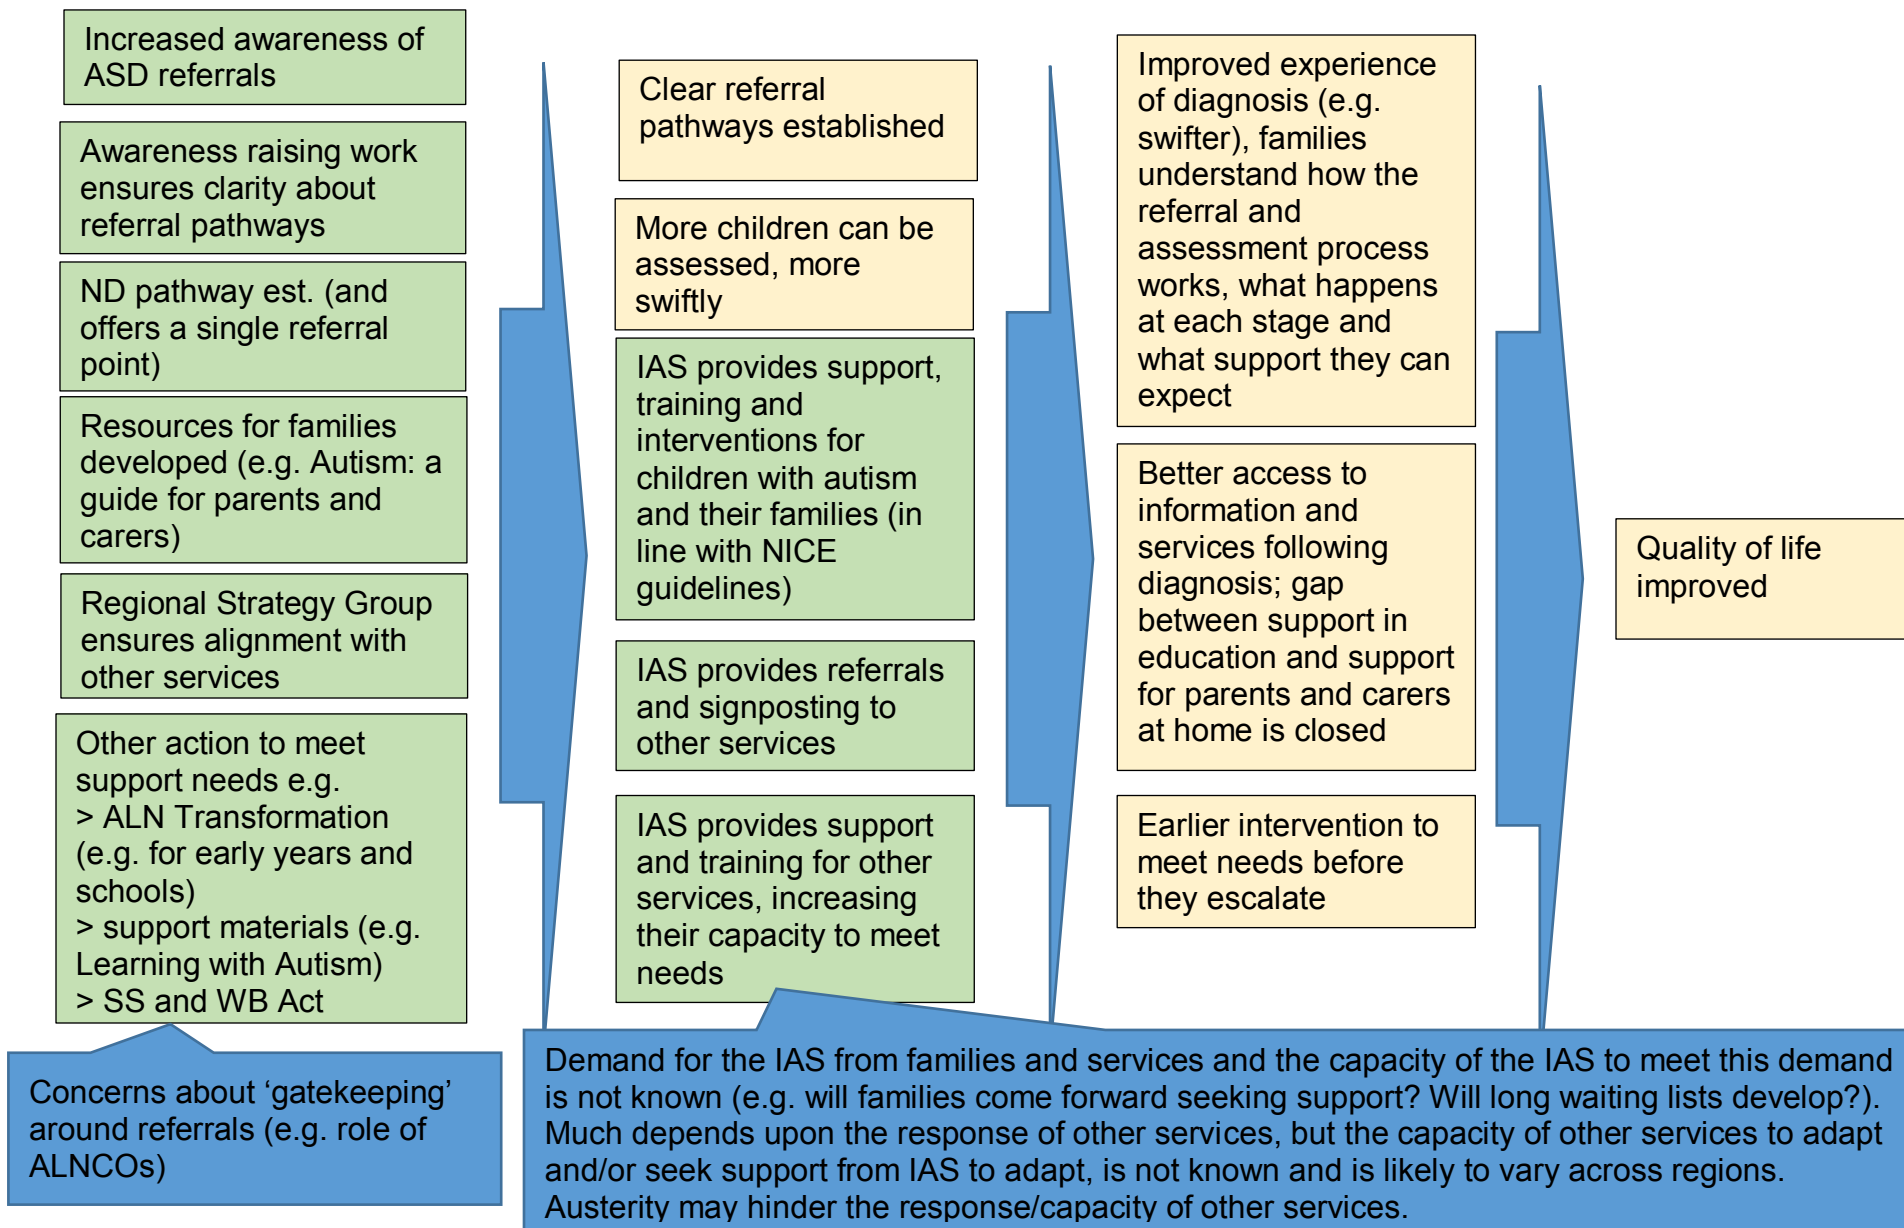 Increased awareness of
ASD referrals
Awareness raising work
ensures clarity about
referral pathways
ND pathway est. (and
offers a single referral
point)
Resources for families
developed (e.g. Autism: a
guide for parents and
carers)
Regional Strategy Group
ensures alignment with
other services
Other action to meet
support needs e.g.
> ALN Transformation
(e.g. for early years and
schools)
> support materials (e.g.
Learning with Autism)
> SS and WB Act
Concerns about ‘gatekeeping’
around referrals (e.g. role of
ALNCOs)
Clear referral
pathways established
More children can be
assessed, more
swiftly
IAS provides support,
training and
interventions for
children with autism
and their families (in
line with NICE
guidelines)
IAS provides referrals
and signposting to
other services
IAS provides support
and training for other
services, increasing
their capacity to meet
needs
Improved experience
of diagnosis (e.g.
swifter), families
understand how the
referral and
assessment process
works, what happens
at each stage and
what support they can
expect
Better access to
information and
services following
diagnosis; gap
between support in
education and support
for parents and carers
at home is closed
Earlier intervention to
meet needs before
they escalate
Quality of life
improved
Demand for the IAS from families and services and the capacity of the IAS to meet this demand
is not known (e.g. will families come forward seeking support? Will long waiting lists develop?).
Much depends upon the response of other services, but the capacity of other services to adapt
and/or seek support from IAS to adapt, is not known and is likely to vary across regions.
Austerity may hinder the response/capacity of other services.